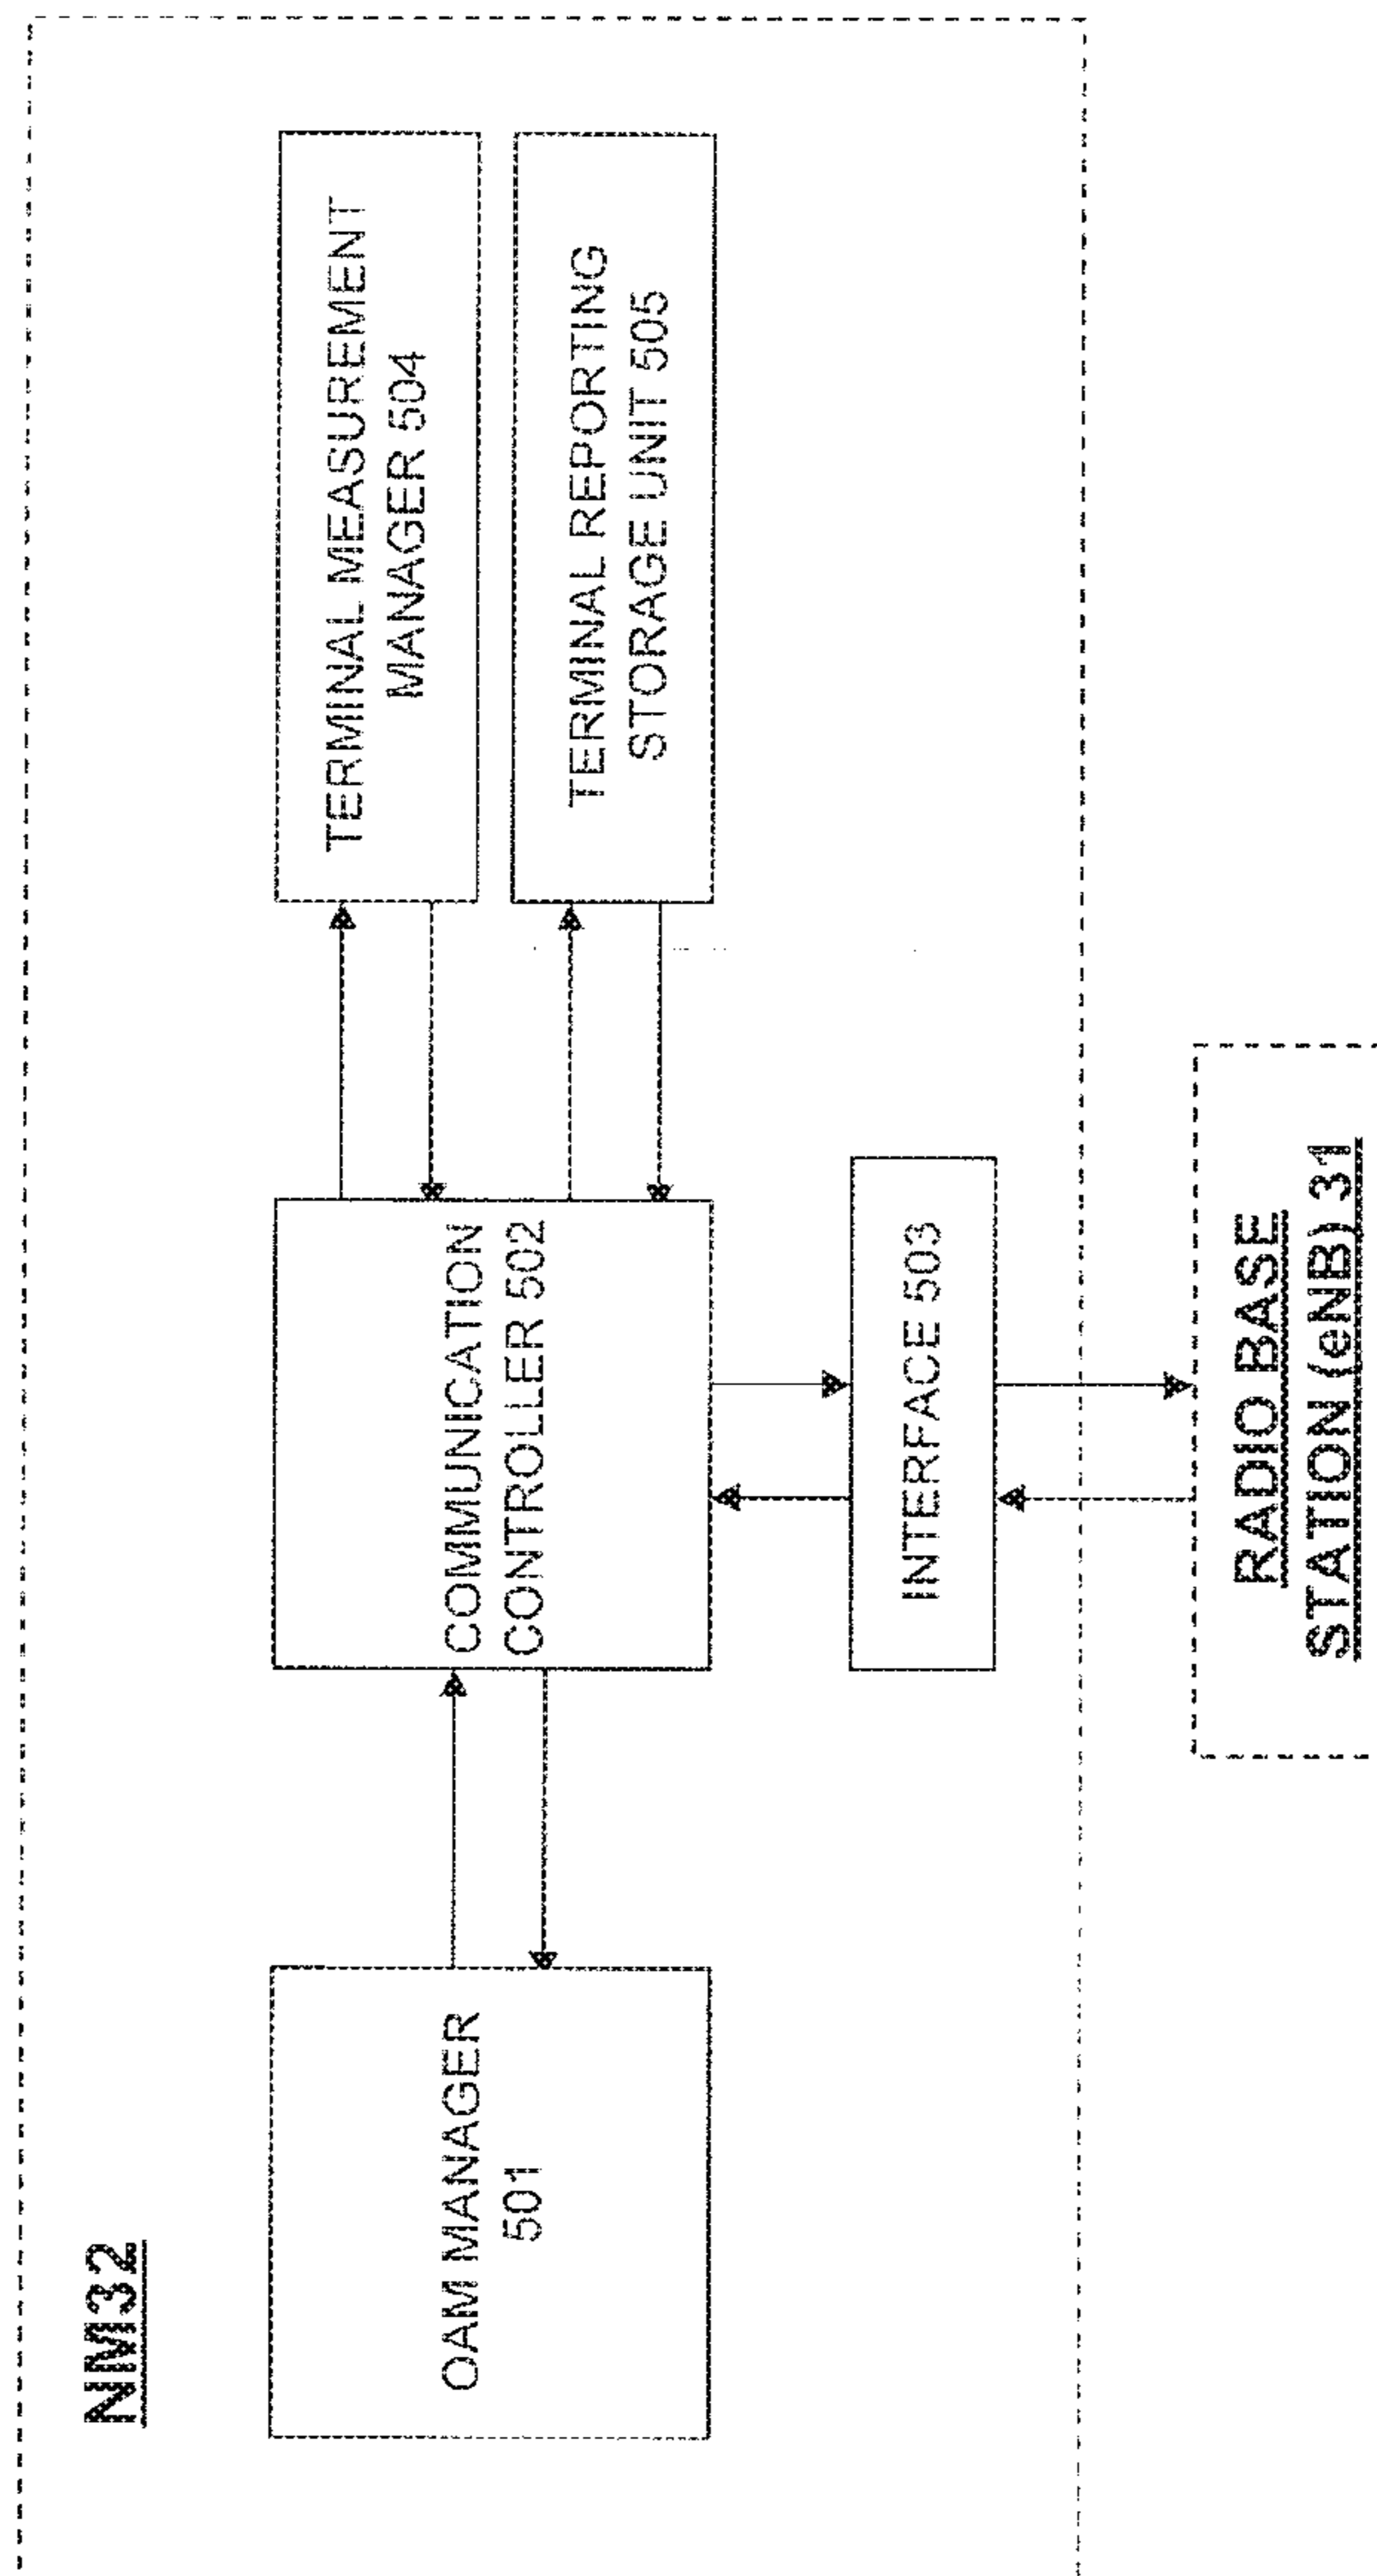 NM32
OAM MANAGER
501
COMMUNICATION
CONTROLLER 502
TERMINAL MEASUREMENT
MANAGER 504
TERMINAL REPORTING
STORAGE UNIT 505
INTERFACE 503
RADIO BASE
STATION (eNB) 31